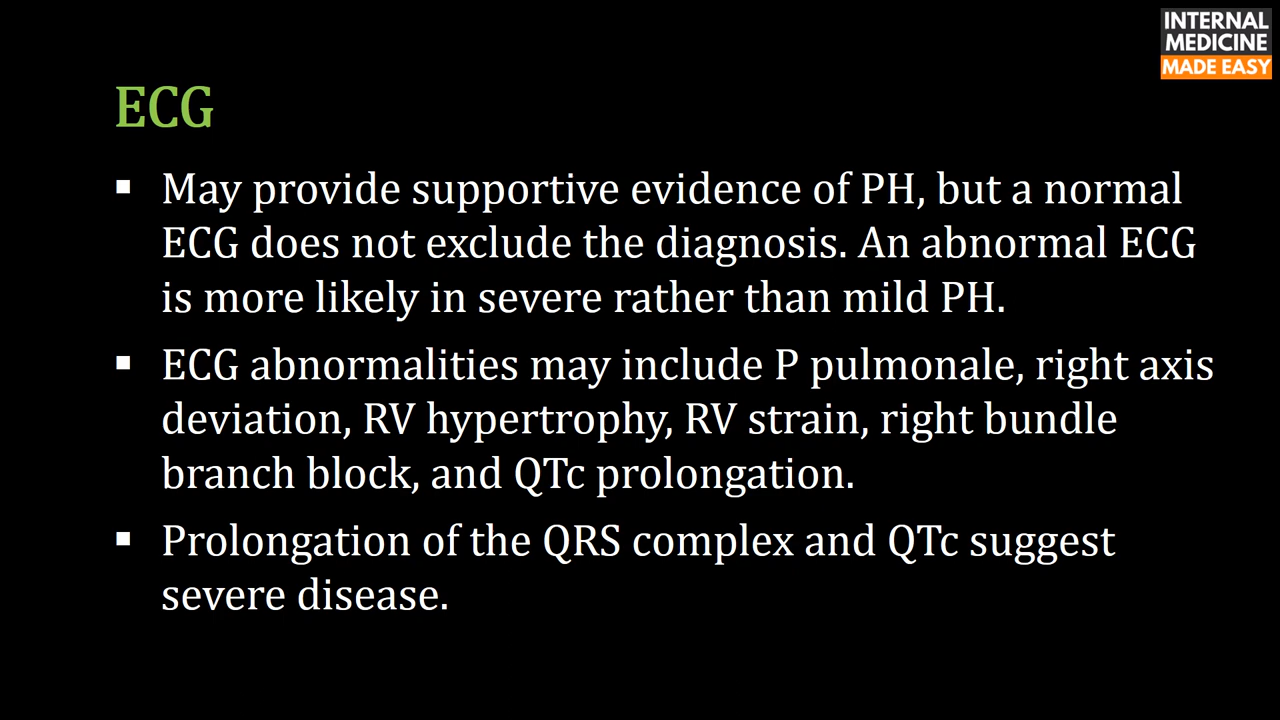 INTERNAL
MEDICINE
MADE EASY
ECG
▪ May provide supportive evidence of PH, but a normal
ECG does not exclude the diagnosis. An abnormal ECG
is more likely in severe rather than mild PH.
▪ ECG abnormalities may include P pulmonale, right axis
deviation, RV hypertrophy, RV strain, right bundle
branch block, and QTc prolongation.
▪ Prolongation of the QRS complex and QTc suggest
severe disease.